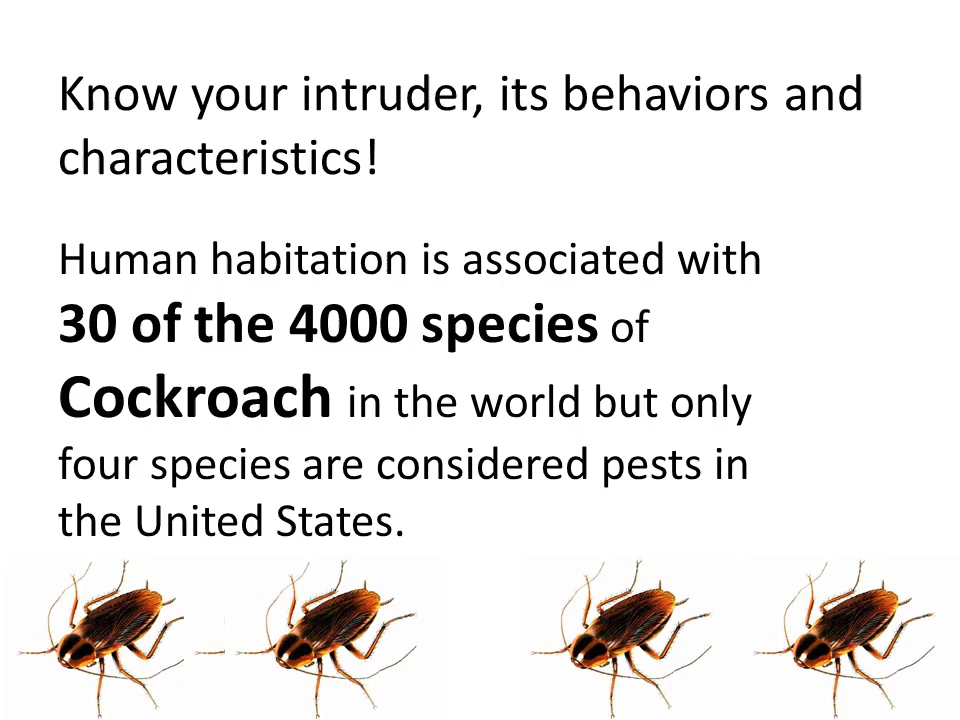 Know your intruder, its behaviors and
characteristics!
Human habitation is associated with
30 of the 4000 species of
Cockroach in the world but only
four species are considered pests in
the United States.